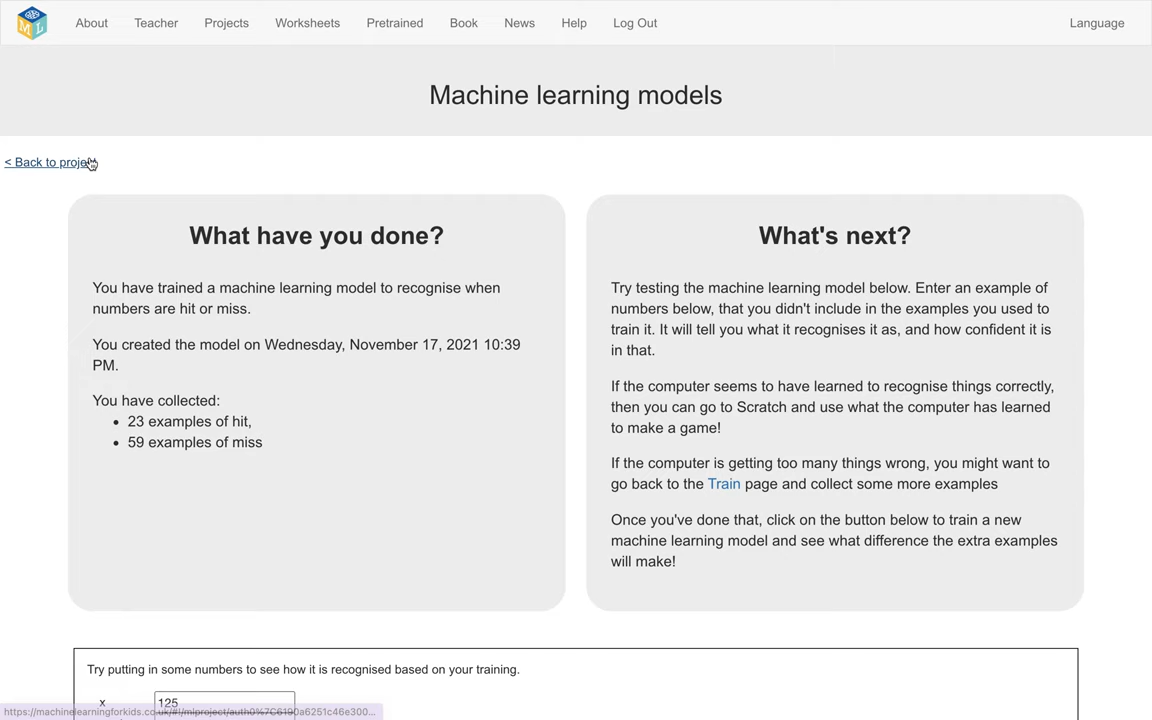 About Teacher Projects Worksheets Pretrained Book News Help Log Out Language
Machine learning models
< Back to project
What have you done?
You have trained a machine learning model to recognise when
numbers are hit or miss.
You created the model on Wednesday, November 17, 2021 10:39
PM.
You have collected:
• 23 examples of hit,
• 59 examples of miss
What's next?
Try testing the machine learning model below. Enter an example of
numbers below, that you didn't include in the examples you used to
train it. It will tell you what it recognises it as, and how confident it is
in that.
If the computer seems to have learned to recognise things correctly,
then you can go to Scratch and use what the computer has learned
to make a game!
If the computer is getting too many things wrong, you might want to
go back to the Train page and collect some more examples
Once you've done that, click on the button below to train a new
machine learning model and see what difference the extra examples
will make!
Try putting in some numbers to see how it is recognised based on your training.
x 125
https://machinelearningforkids.co.uk/#!/mlproject/auth0%7C6190a6251c46e300...